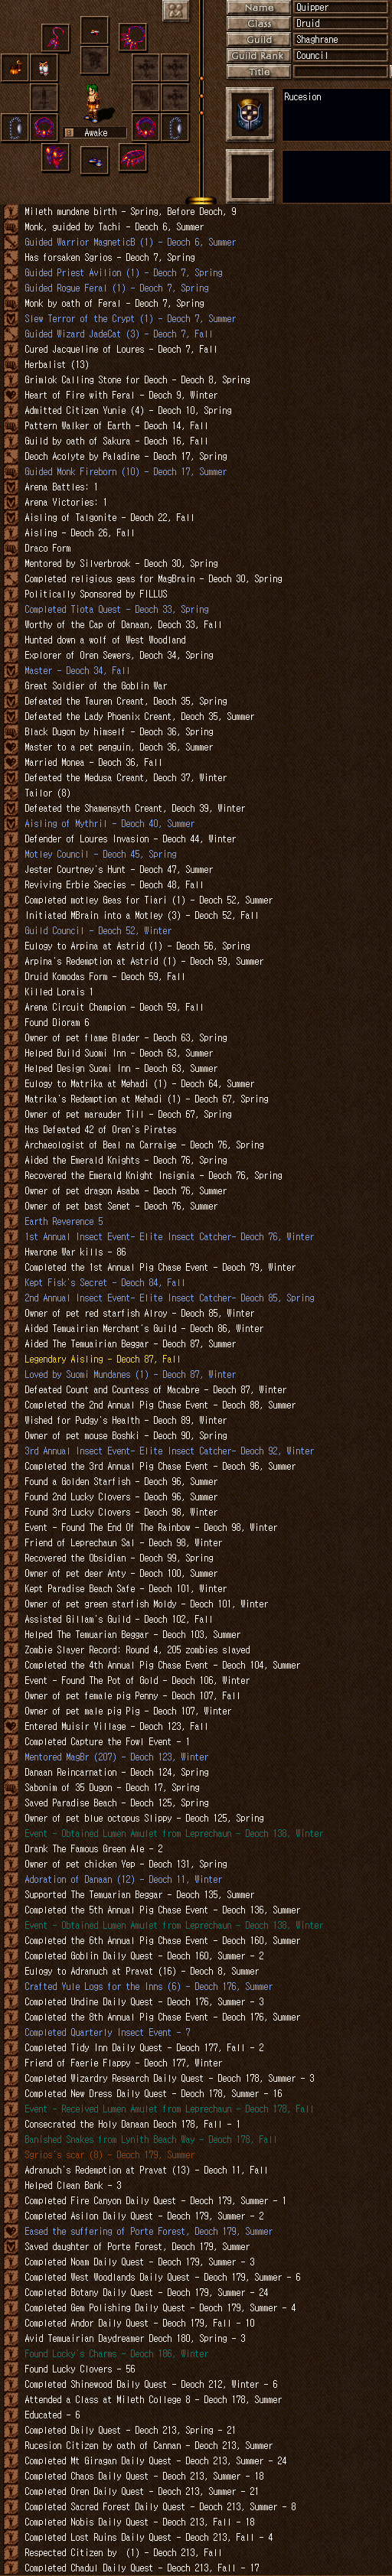 Name Quipper
Class Druid
Guild Shaghrane
Guild Rank Council
Title
Rucesion
Awake
Mileth mundane birth - Spring, Before Deoch, 9
Monk, guided by Tachi - Deoch 6, Summer
Guided Warrior MagneticB (1) - Deoch 6, Summer
Has forsaken Sgrios - Deoch 7, Spring
Guided Priest Avilion (1) - Deoch 7, Spring
Guided Rogue Feral (1) - Deoch 7, Spring
Monk by oath of Feral - Deoch 7, Spring
Slew Terror of the Crypt (1) - Deoch 7, Summer
Guided Wizard JadeCat (3) - Deoch 7, Fall
Cured Jacqueline of Loures - Deoch 7, Fall
Herbalist (13)
Grimlok Calling Stone for Deoch - Deoch 8, Spring
Heart of Fire with Feral - Deoch 9, Winter
Admitted Citizen Yunie (4) - Deoch 10, Spring
Pattern Walker of Earth - Deoch 14, Fall
Guild by oath of Sakura - Deoch 16, Fall
Deoch Acolyte by Paladine - Deoch 17, Spring
Guided Monk Fireborn (10) - Deoch 17, Summer
Arena Battles: 1
Arena Victories: 1
Aisling of Talgonite - Deoch 22, Fall
Aisling - Deoch 26, Fall
Draco Form
Mentored by Silverbrook - Deoch 30, Spring
Completed religious geas for MagBrain - Deoch 30, Spring
Politically Sponsored by FILLUS
Completed Tiota Quest - Deoch 33, Spring
Worthy of the Cap of Danaan, Deoch 33, Fall
Hunted down a wolf of West Woodland
Explorer of Oren Sewers, Deoch 34, Spring
Master - Deoch 34, Fall
Great Soldier of the Goblin War
Defeated the Tauren Creant, Deoch 35, Spring
Defeated the Lady Phoenix Creant, Deoch 35, Summer
Black Dugon by himself - Deoch 36, Spring
Master to a pet penguin, Deoch 36, Summer
Married Monea - Deoch 36, Fall
Defeated the Medusa Creant, Deoch 37, Winter
Tailor (8)
Defeated the Shamensyth Creant, Deoch 39, Winter
Aisling of Mythril - Deoch 40, Summer
Defender of Loures Invasion - Deoch 44, Winter
Motley Council - Deoch 45, Spring
Jester Courtney's Hunt - Deoch 47, Summer
Reviving Erbie Species - Deoch 48, Fall
Completed motley Geas for Tiari (1) - Deoch 52, Summer
Initiated MBrain into a Motley (3) - Deoch 52, Fall
Guild Council - Deoch 52, Winter
Eulogy to Arpina at Astrid (1) - Deoch 56, Spring
Arpina's Redemption at Astrid (1) - Deoch 59, Summer
Druid Komodas Form - Deoch 59, Fall
Killed Lorais 1
Arena Circuit Champion - Deoch 59, Fall
Found Dioram 6
Owner of pet flame Blader - Deoch 63, Spring
Helped Build Suomi Inn - Deoch 63, Summer
Helped Design Suomi Inn - Deoch 63, Summer
Eulogy to Matrika at Mehadi (1) - Deoch 64, Summer
Matrika's Redemption at Mehadi (1) - Deoch 67, Spring
Owner of pet marauder Till - Deoch 67, Spring
Has Defeated 42 of Oren's Pirates
Archaeologist of Beal na Carraige - Deoch 76, Spring
Aided the Emerald Knights - Deoch 76, Spring
Recovered the Emerald Knight Insignia - Deoch 76, Spring
Owner of pet dragon Asaba - Deoch 76, Summer
Owner of pet bast Senet - Deoch 76, Summer
Earth Reverence 5
1st Annual Insect Event- Elite Insect Catcher- Deoch 76, Winter
Hwarone War kills - 86
Completed the 1st Annual Pig Chase Event - Deoch 79, Winter
Kept Fisk's Secret - Deoch 84, Fall
2nd Annual Insect Event- Elite Insect Catcher- Deoch 85, Spring
Owner of pet red starfish Alroy - Deoch 85, Winter
Aided Temuairian Merchant's Guild - Deoch 86, Winter
Aided The Temuairian Beggar - Deoch 87, Summer
Legendary Aisling - Deoch 87, Fall
Loved by Suomi Mundanes (1) - Deoch 87, Winter
Defeated Count and Countess of Macabre - Deoch 87, Winter
Completed the 2nd Annual Pig Chase Event - Deoch 88, Summer
Wished for Pudgy's Health - Deoch 89, Winter
Owner of pet mouse Boshki - Deoch 90, Spring
3rd Annual Insect Event- Elite Insect Catcher- Deoch 92, Winter
Completed the 3rd Annual Pig Chase Event - Deoch 96, Summer
Found a Golden Starfish - Deoch 96, Summer
Found 2nd Lucky Clovers - Deoch 96, Summer
Found 3rd Lucky Clovers - Deoch 98, Winter
Event - Found The End Of The Rainbow - Deoch 98, Winter
Friend of Leprechaun Sal - Deoch 98, Winter
Recovered the Obsidian - Deoch 99, Spring
Owner of pet deer Anty - Deoch 100, Summer
Kept Paradise Beach Safe - Deoch 101, Winter
Owner of pet green starfish Moldy - Deoch 101, Winter
Assisted Gillam's Guild - Deoch 102, Fall
Helped The Temuairian Beggar - Deoch 103, Summer
Zombie Slayer Record: Round 4, 205 zombies slayed
Completed the 4th Annual Pig Chase Event - Deoch 104, Summer
Event - Found The Pot of Gold - Deoch 106, Winter
Owner of pet female pig Penny - Deoch 107, Fall
Owner of pet male pig Pig - Deoch 107, Winter
Entered Muisir Village - Deoch 123, Fall
Completed Capture the Fowl Event - 1
Mentored MagBr (207) - Deoch 123, Winter
Danaan Reincarnation - Deoch 124, Spring
Sabonim of 35 Dugon - Deoch 17, Spring
Saved Paradise Beach - Deoch 125, Spring
Owner of pet blue octopus Slippy - Deoch 125, Spring
Event - Obtained Lumen Amulet from Leprechaun - Deoch 138, Winter
Drank The Famous Green Ale - 2
Owner of pet chicken Yep - Deoch 131, Spring
Adoration of Danaan (12) - Deoch 11, Winter
Supported The Temuarian Beggar - Deoch 135, Summer
Completed the 5th Annual Pig Chase Event - Deoch 136, Summer
Event - Obtained Lumen Amulet from Leprechaun - Deoch 138, Winter
Completed the 6th Annual Pig Chase Event - Deoch 160, Summer
Completed Goblin Daily Quest - Deoch 160, Summer - 2
Eulogy to Adranuch at Pravat (16) - Deoch 8, Summer
Crafted Yule Logs for the Inns (6) - Deoch 176, Summer
Completed Undine Daily Quest - Deoch 176, Summer - 3
Completed the 8th Annual Pig Chase Event - Deoch 176, Summer
Completed Quarterly Insect Event - 7
Completed Tidy Inn Daily Quest - Deoch 177, Fall - 2
Friend of Faerie Flappy - Deoch 177, Winter
Completed Wizardry Research Daily Quest - Deoch 178, Summer - 3
Completed New Dress Daily Quest - Deoch 178, Summer - 16
Event - Received Lumen Amulet from Leprechaun - Deoch 178, Fall
Consecrated the Holy Danaan Deoch 178, Fall - 1
Banished Snakes from Lynith Beach Way - Deoch 178, Fall
Sgrios's scar (8) - Deoch 179, Summer
Adranuch's Redemption at Pravat (13) - Deoch 11, Fall
Helped Clean Bank - 3
Completed Fire Canyon Daily Quest - Deoch 179, Summer - 1
Completed Asilon Daily Quest - Deoch 179, Summer - 2
Eased the suffering of Porte Forest, Deoch 179, Summer
Saved daughter of Porte Forest, Deoch 179, Summer
Completed Noam Daily Quest - Deoch 179, Summer - 3
Completed West Woodlands Daily Quest - Deoch 179, Summer - 6
Completed Botany Daily Quest - Deoch 179, Summer - 24
Completed Gem Polishing Daily Quest - Deoch 179, Summer - 4
Completed Andor Daily Quest - Deoch 179, Fall - 10
Avid Temuairian Daydreamer Deoch 180, Spring - 3
Found Locky's Charms - Deoch 186, Winter
Found Lucky Clovers - 56
Completed Shinewood Daily Quest - Deoch 212, Winter - 6
Attended a Class at Mileth College 8 - Deoch 178, Summer
Educated - 6
Completed Daily Quest - Deoch 213, Spring - 21
Rucesion Citizen by oath of Canman - Deoch 213, Summer
Completed Mt Giragan Daily Quest - Deoch 213, Summer - 24
Completed Chaos Daily Quest - Deoch 213, Summer - 18
Completed Oren Daily Quest - Deoch 213, Summer - 21
Completed Sacred Forest Daily Quest - Deoch 213, Summer - 8
Completed Nobis Daily Quest - Deoch 213, Fall - 18
Completed Lost Ruins Daily Quest - Deoch 213, Fall - 4
Respected Citizen by  (1) - Deoch 213, Fall
Completed Chadul Daily Quest - Deoch 213, Fall - 17